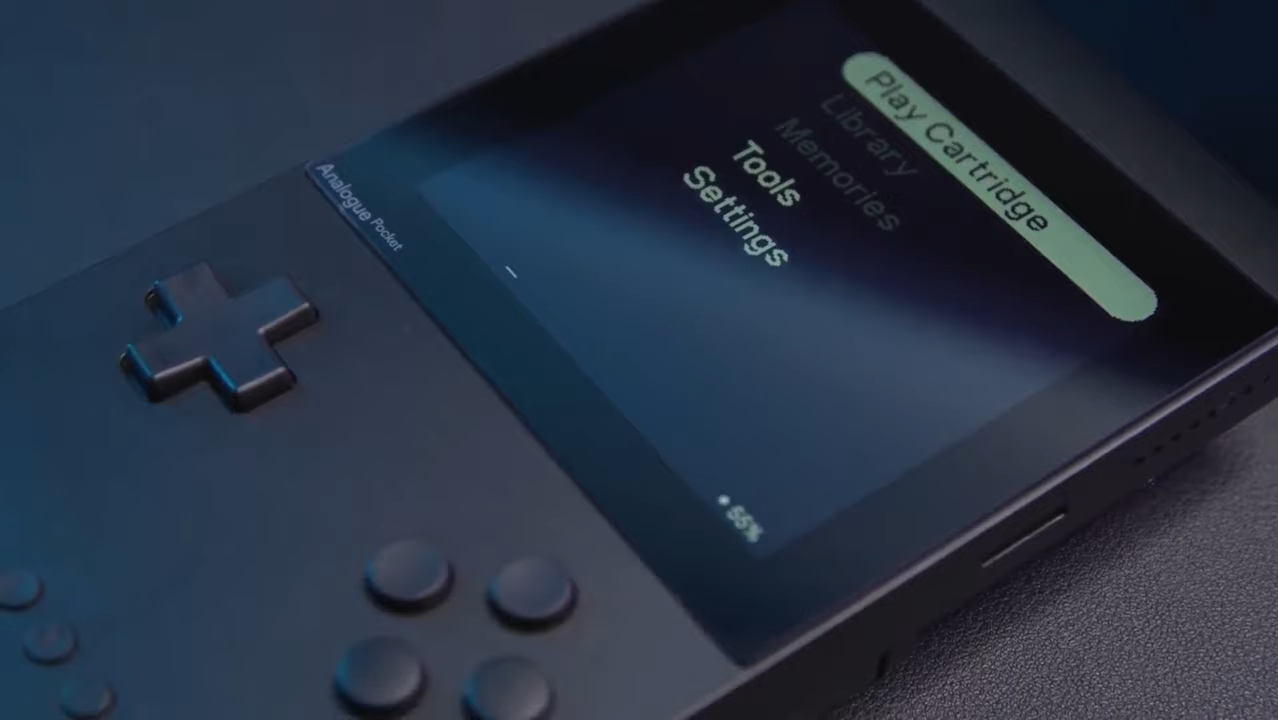 Play Cartridge
Library
Memories
Tools
Settings
55%
Analogue Pocket